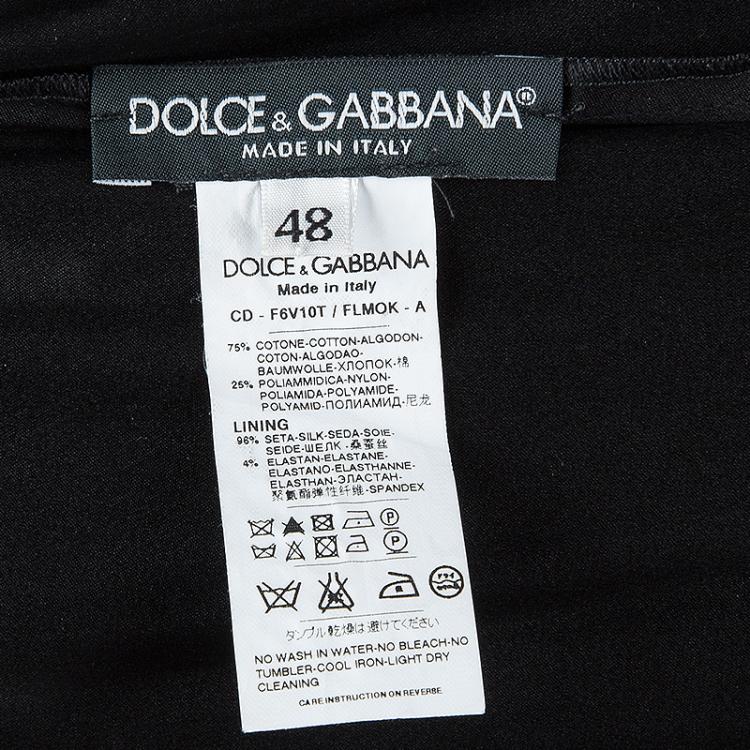 DOLCE & GABBANA®
MADE IN ITALY
48
DOLCE & GABBANA
Made in Italy
CD - F6V10T / FLMOK - A
75% COTONE-COTTON-ALGODON-
COTON-ALGODAO-
BAUMWOLLE-ХЛОПОК-棉
25% POLIAMMIDICA-NYLON-
POLIAMIDA-POLYAMIDE-
POLYAMID-ПОЛИАМИД-尼龙
LINING
96% SETA-SILK-SEDA-SOIE-
SEIDE-ШЕЛК-桑蚕丝
4% ELASTAN-ELASTANE-
ELASTANO-ELASTHANNE-
ELASTHAN-ЭЛАСТАН-
聚氨酯弹性纤维-SPANDEX
P
P
ドライ
タンブル乾燥は避けてください
NO WASH IN WATER-NO BLEACH-NO
TUMBLER-COOL IRON-LIGHT DRY
CLEANING
CARE INSTRUCTION ON REVERSE